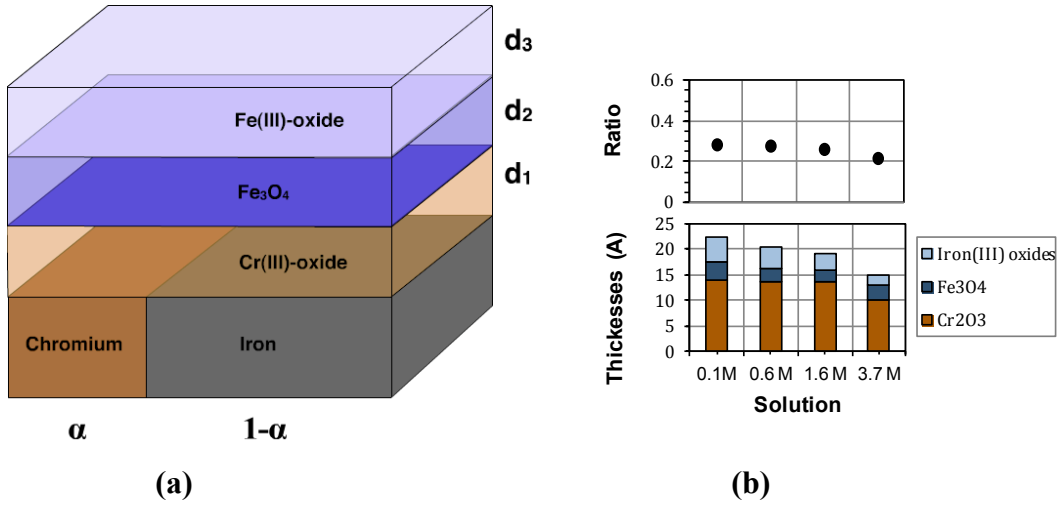 d3
d2
d1
Fe(III)-oxide
Fe3O4
Cr(III)-oxide
Chromium
Iron
α
1-α
(a)
Ratio
0.6
0.4
0.2
0
Thickesses (A)
25
20
15
10
5
0
0.1M
0.6 M
1.6 M
3.7 M
Solution
Iron(III) oxides
Fe3O4
Cr2O3
(b)